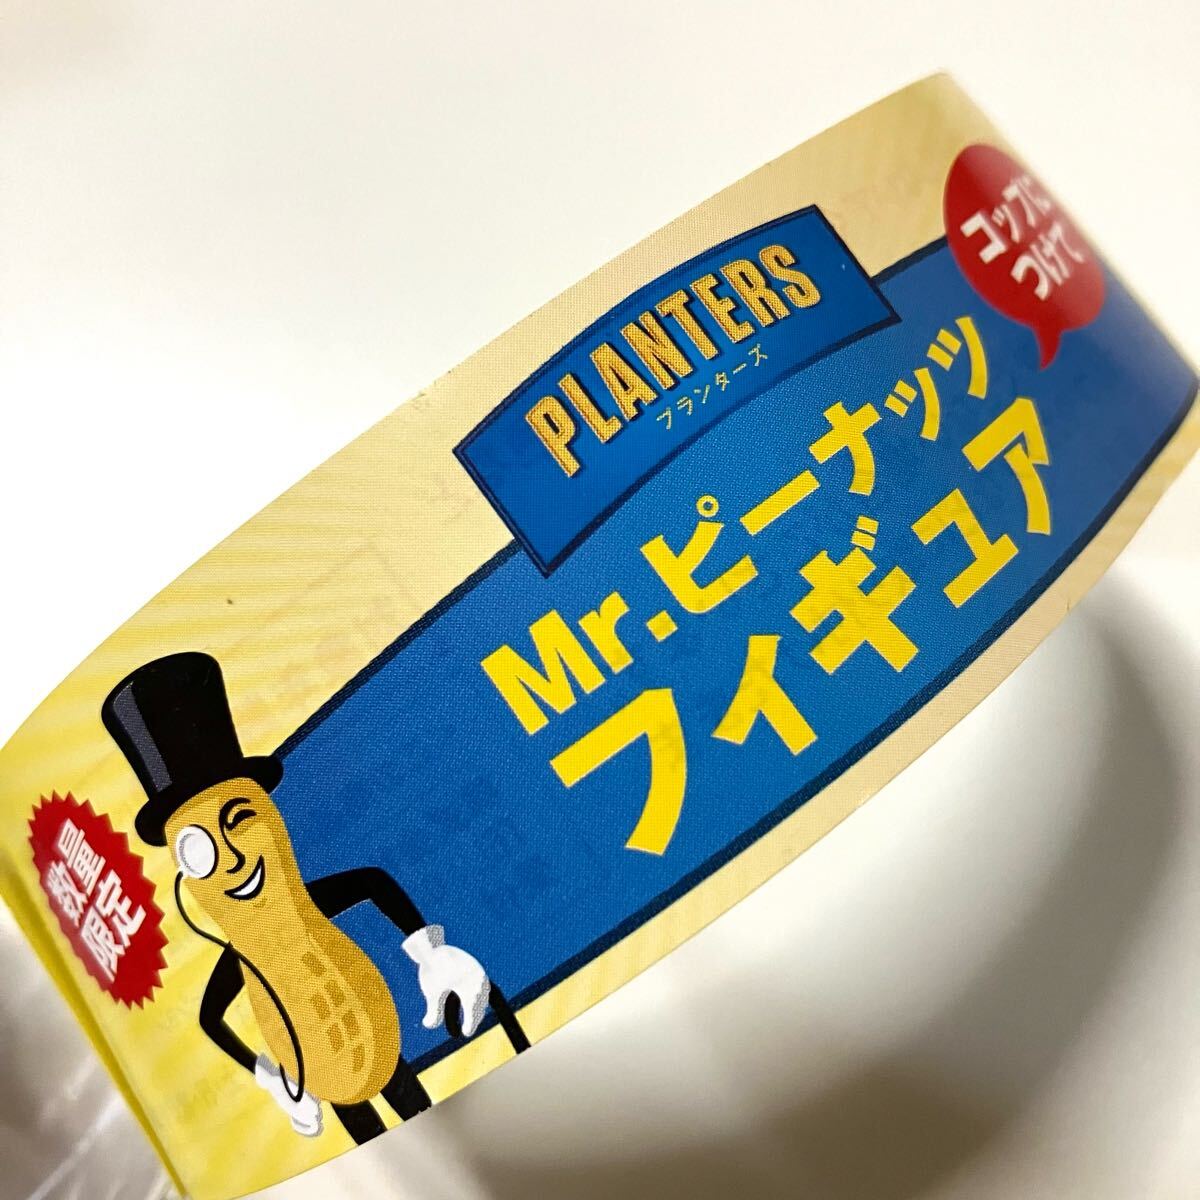 PLANTERS
プランターズ
コップに
つけて
Mr.ピーナッツ
フィギュア
数量
限定